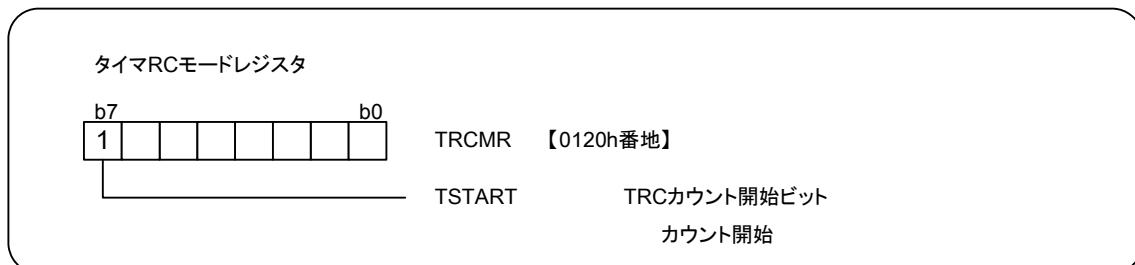 タイマRCモードレジスタ
b7 b0
1 TRCMR 【0120h番地】
TSTART TRCカウント開始ビット
カウント開始